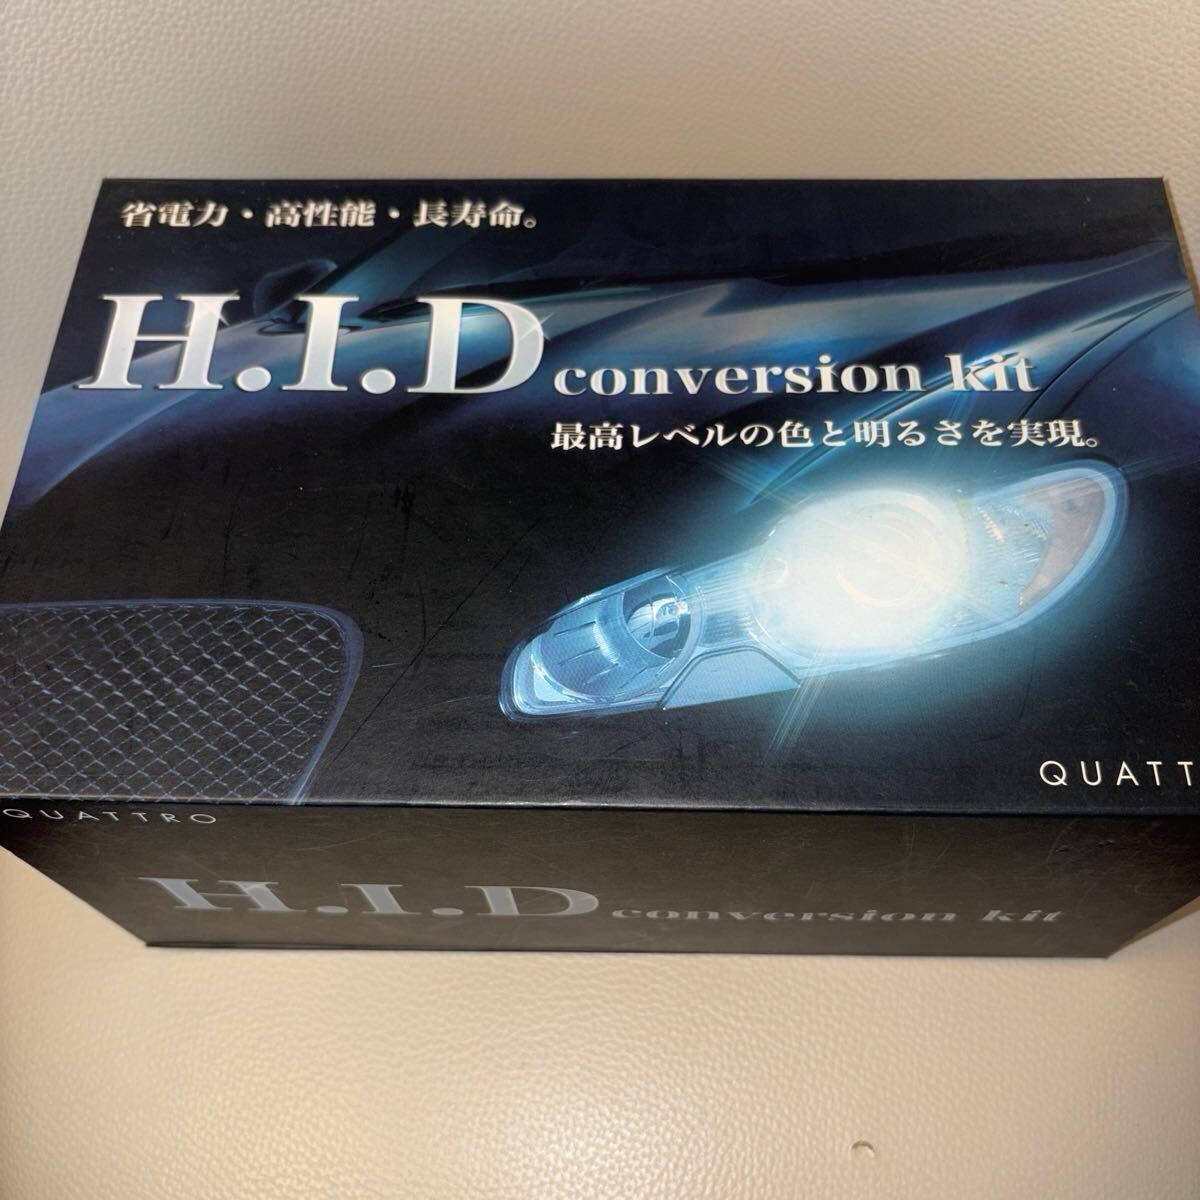 省電力・高性能・長寿命。
H.I.D conversion kit
最高レベルの色と明るさを実現。
QUATT
QUATTRO
H.I.D conversion kit